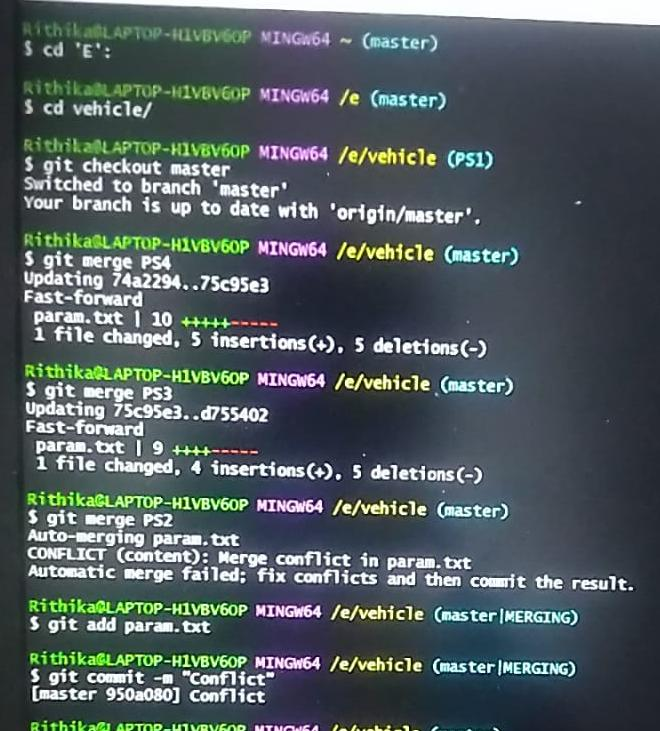 Rithika@LAPTOP-H1VBV6OP MINGW64 ~ (master)
$ cd 'E':
Rithika@LAPTOP-H1VBV6OP MINGW64 /e (master)
$ cd vehicle/
Rithika@LAPTOP-H1VBV6OP MINGW64 /e/vehicle (PS1)
$ git checkout master
Switched to branch 'master'
Your branch is up to date with 'origin/master'.
Rithika@LAPTOP-H1VBV6OP MINGW64 /e/vehicle (master)
$ git merge PS4
Updating 74a2294..75c95e3
Fast-forward
param.txt | 10 +++++-----
1 file changed, 5 insertions(+), 5 deletions(-)
Rithika@LAPTOP-H1VBV6OP MINGW64 /e/vehicle (master)
$ git merge PS3
Updating 75c95e3..d755402
Fast-forward
param.txt | 9 ++++-----
1 file changed, 4 insertions(+), 5 deletions(-)
Rithika@LAPTOP-H1VBV6OP MINGW64 /e/vehicle (master)
$ git merge PS2
Auto-merging param.txt
CONFLICT (content): Merge conflict in param.txt
Automatic merge failed; fix conflicts and then commit the result.
Rithika@LAPTOP-H1VBV6OP MINGW64 /e/vehicle (master|MERGING)
$ git add param.txt
Rithika@LAPTOP-H1VBV6OP MINGW64 /e/vehicle (master|MERGING)
$ git commit -m "Conflict"
[master 950a080] Conflict
Rithika@LAPTOP-H1VBV6OP MINGW64 /e/vehicle (master)